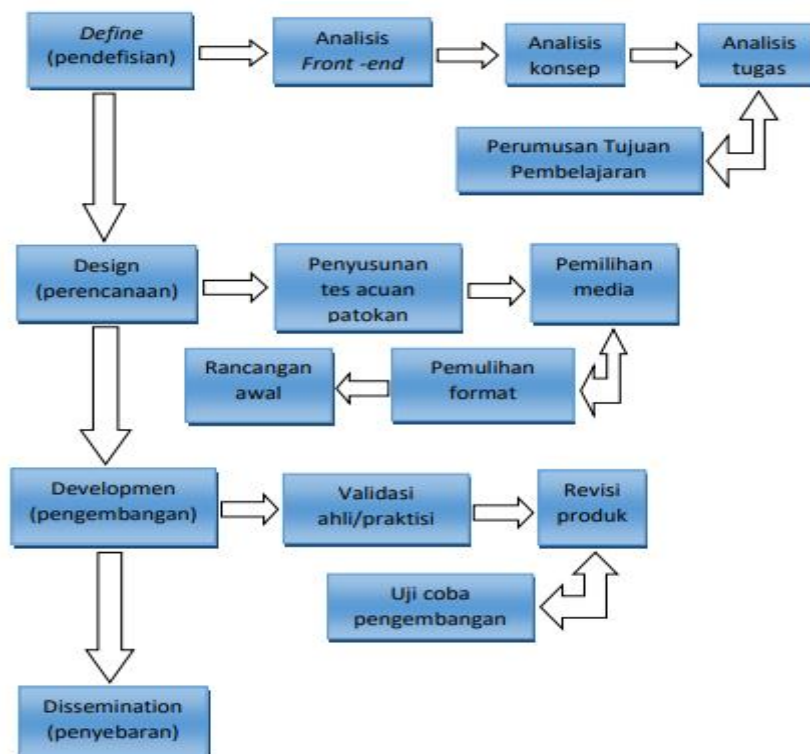 Define
(pendefisian)
Analisis
Front -end
Analisis
konsep
Analisis
tugas
Perumusan Tujuan
Pembelajaran
Design
(perencanaan)
Penyusunan
tes acuan
patokan
Pemilihan
media
Rancangan
awal
Pemulihan
format
Developmen
(pengembangan)
Validasi
ahli/praktisi
Revisi
produk
Uji coba
pengembangan
Dissemination
(penyebaran)